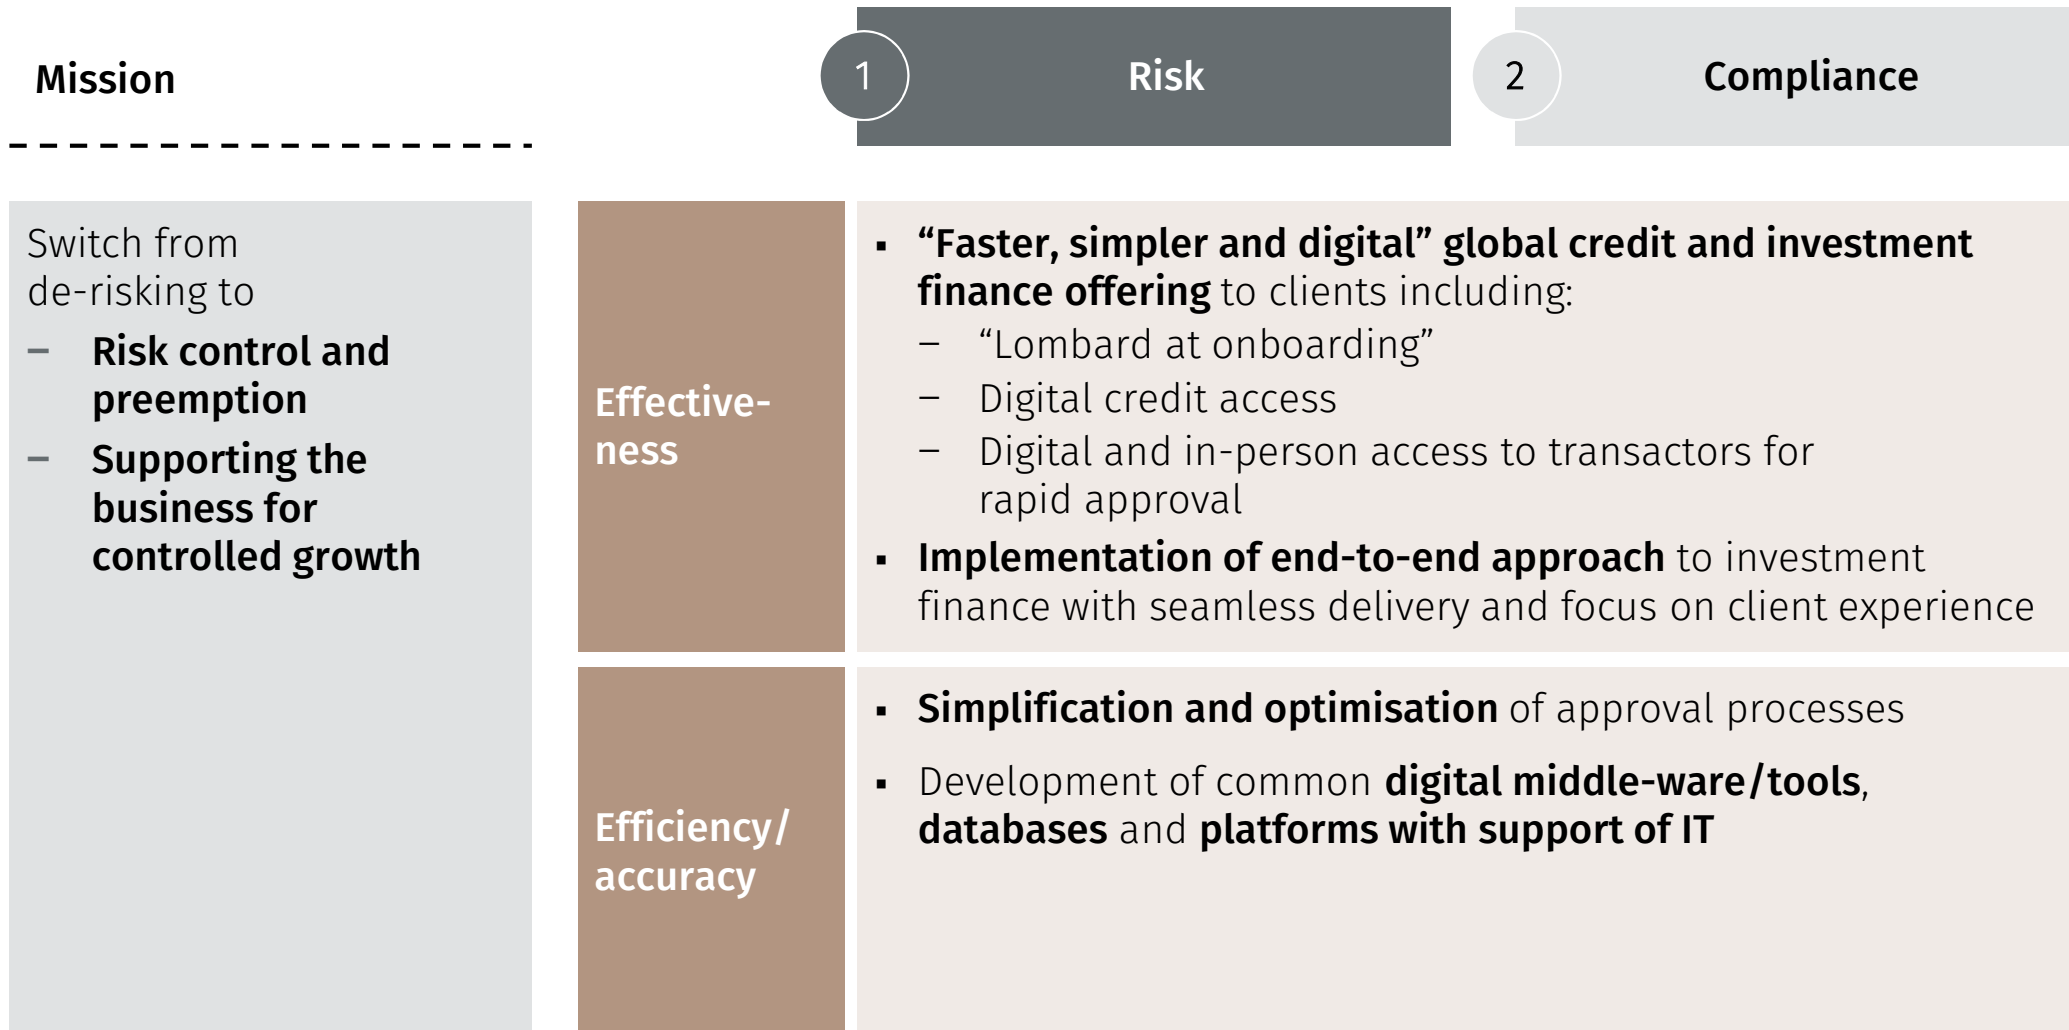 Mission
1
Risk
2
Compliance
Switch from
de-risking to
– Risk control and
preemption
– Supporting the
business for
controlled growth
Effective-
ness
▪ “Faster, simpler and digital” global credit and investment
finance offering to clients including:
– “Lombard at onboarding”
– Digital credit access
– Digital and in-person access to transactors for
rapid approval
▪ Implementation of end-to-end approach to investment
finance with seamless delivery and focus on client experience
Efficiency/
accuracy
▪ Simplification and optimisation of approval processes
▪ Development of common digital middle-ware/tools,
databases and platforms with support of IT